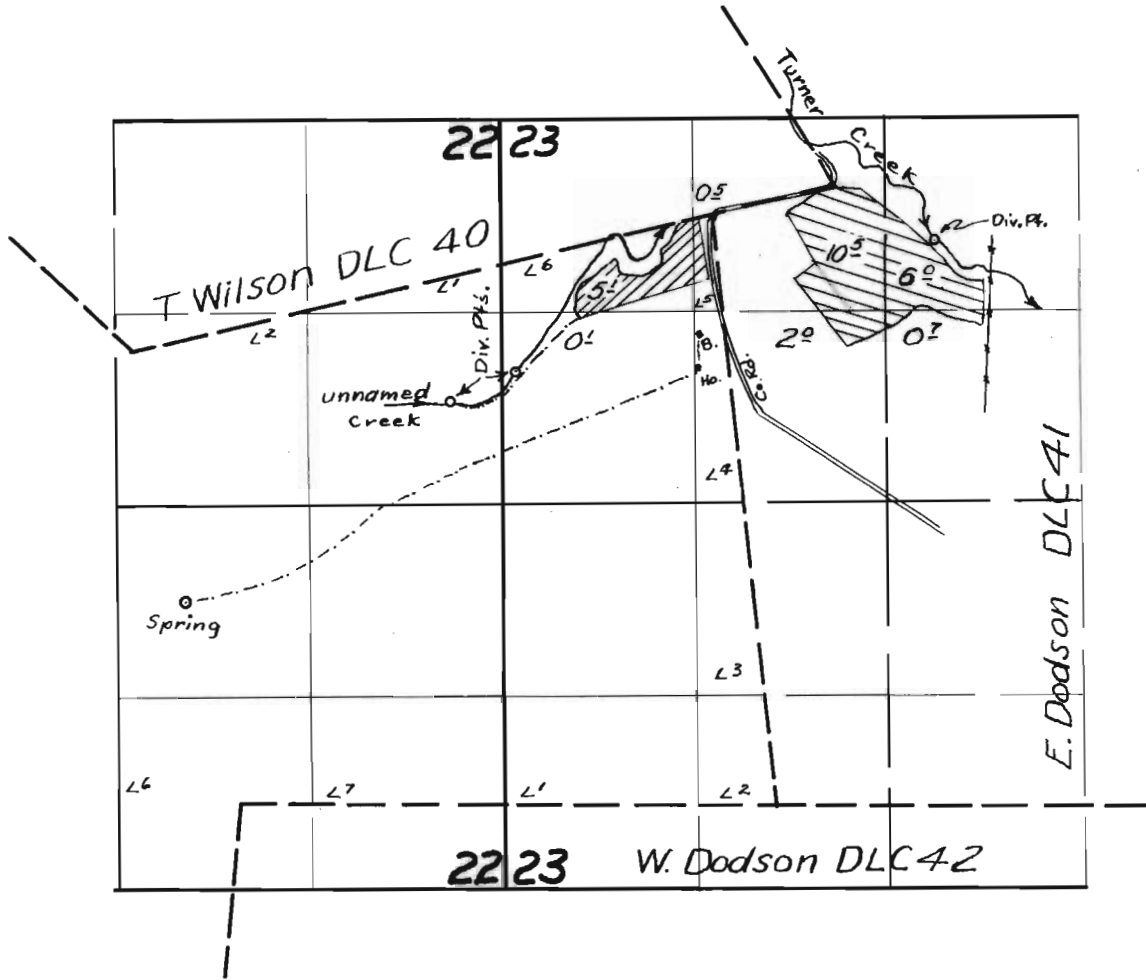 Turner
Creek
22 23
0⁵
Div. Pt.
T Wilson DLC 40
10⁵
6⁰
L⁶
L¹
5¹
L⁵
L²
Div. Pts.
0¹
2⁰
0⁷
B.
Ho.
Co. Rd.
unnamed
Creek
L⁴
E. Dodson DLC 41
Spring
L³
L⁶
L⁷
L¹
L²
22 23
W. Dodson DLC 42